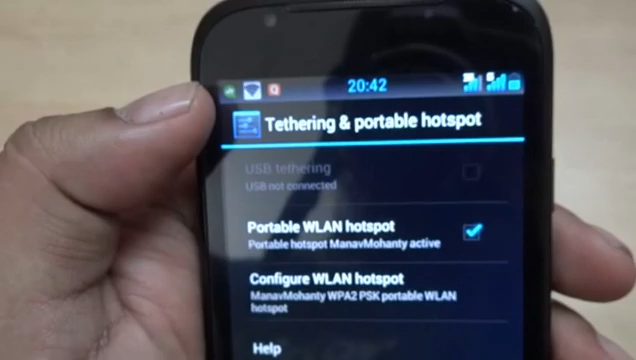 20:42
Tethering & portable hotspot
USB tethering
USB not connected
Portable WLAN hotspot
Portable hotspot ManavMohanty active
Configure WLAN hotspot
ManavMohanty WPA2 PSK portable WLAN
hotspot
Help